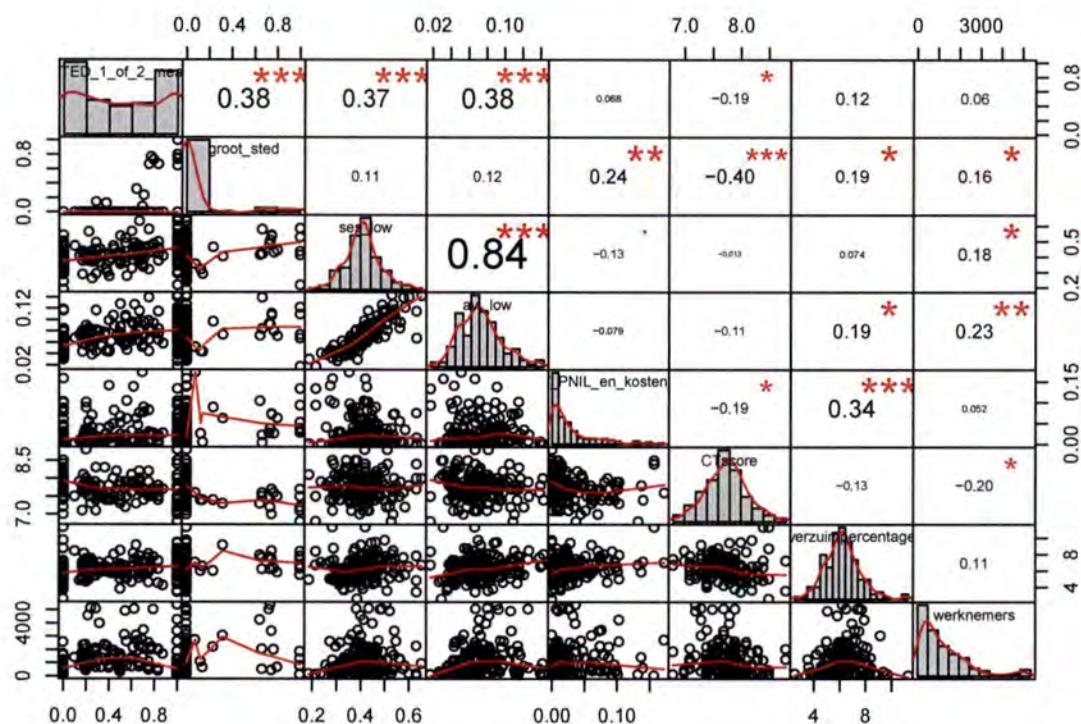 0.0 0.4 0.8 0.02 0.10 7.0 8.0 0 3000
TED_1_of_2_mea *** 0.38 *** 0.37 *** 0.38 0.068 * −0.19 0.12 0.06 0.0 0.4 0.8
0.0 0.4 0.8 groot_sted 0.11 0.12 ** 0.24 *** −0.40 * 0.19 * 0.16
ses_low *** 0.84 −0.13 −0.013 0.074 * 0.18 0.2 0.5
0.02 0.12 low −0.079 −0.11 * 0.19 ** 0.23
PNIL_en_kosten * −0.19 *** 0.34 0.052 0.00 0.15
7.0 8.5 CTscore −0.13 * −0.20
verzuimpercentage 0.11 4 8
0 4000 werknemers
0.0 0.4 0.8 0.2 0.4 0.6 0.00 0.10 4 8